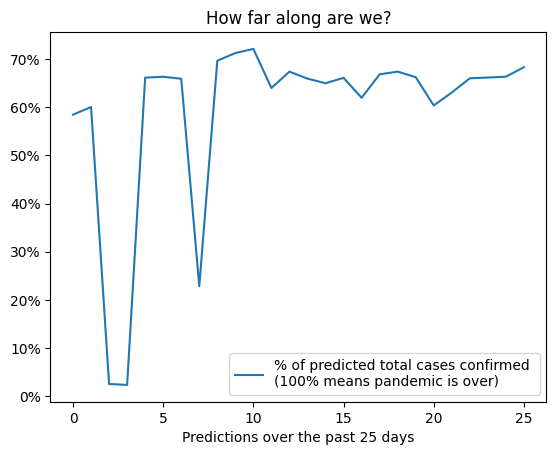 How far along are we?
70%
60%
50%
40%
30%
20%
10%
0%
% of predicted total cases confirmed
(100% means pandemic is over)
0 5 10 15 20 25
Predictions over the past 25 days